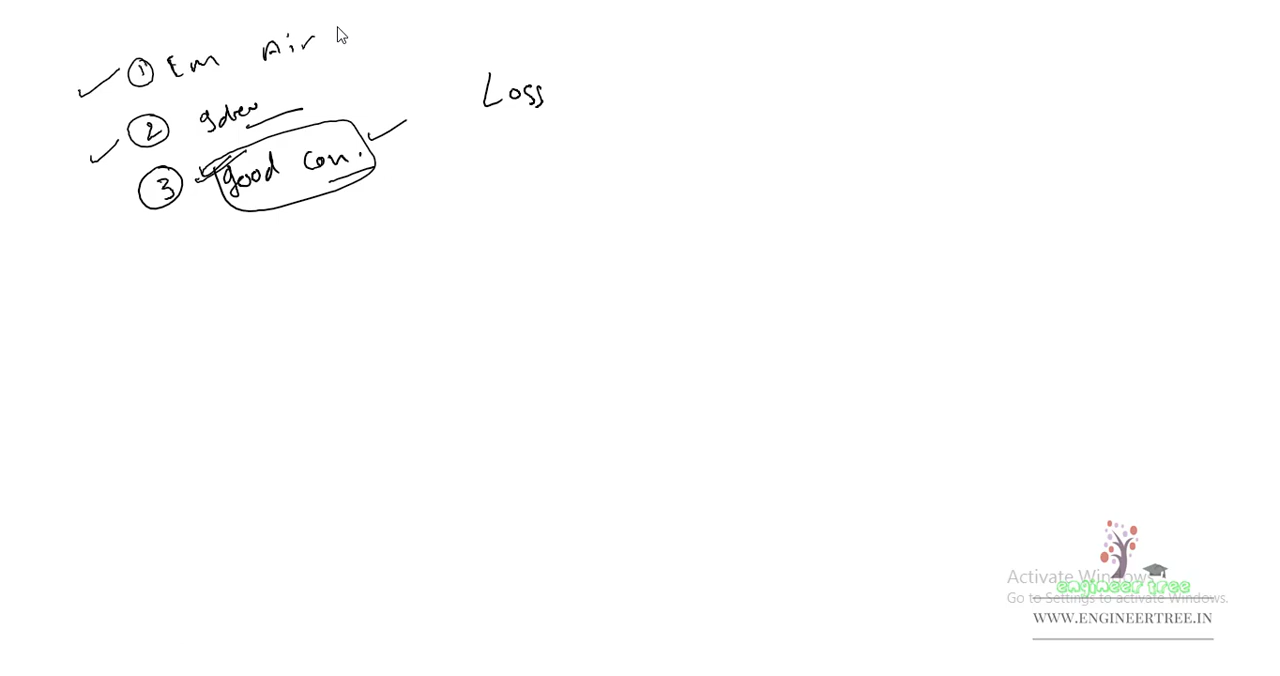 ① Em Air
②
③ good Con.
Loss
Activate Windows
Go to Settings to activate Windows.
engineer tree
WWW.ENGINEERTREE.IN